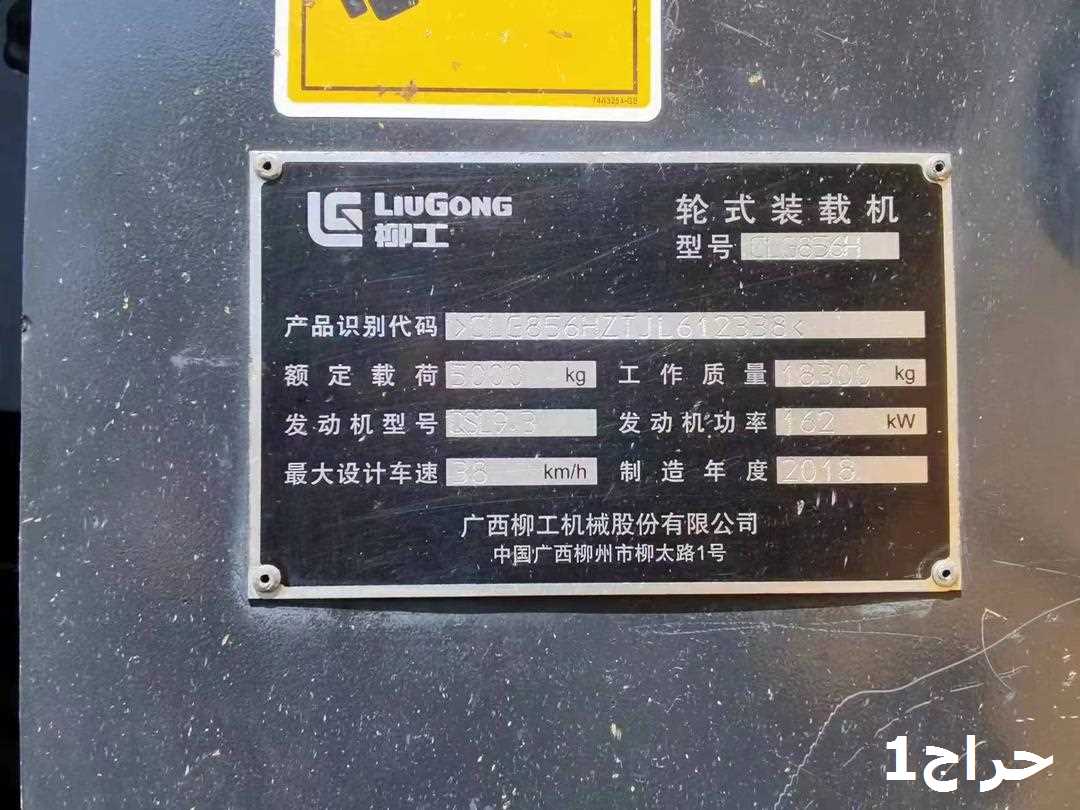 744325A-GB
LG LIUGONG
柳工
轮式装载机
型号 CLG856H
产品识别代码 >CLG856HZTJL612338<
额定载荷 5000 kg 工作质量 18300 kg
发动机型号 QSL9.3 发动机功率 162 kW
最大设计车速 38 km/h 制造年度 2018
广西柳工机械股份有限公司
中国广西柳州市柳太路1号
حراج1